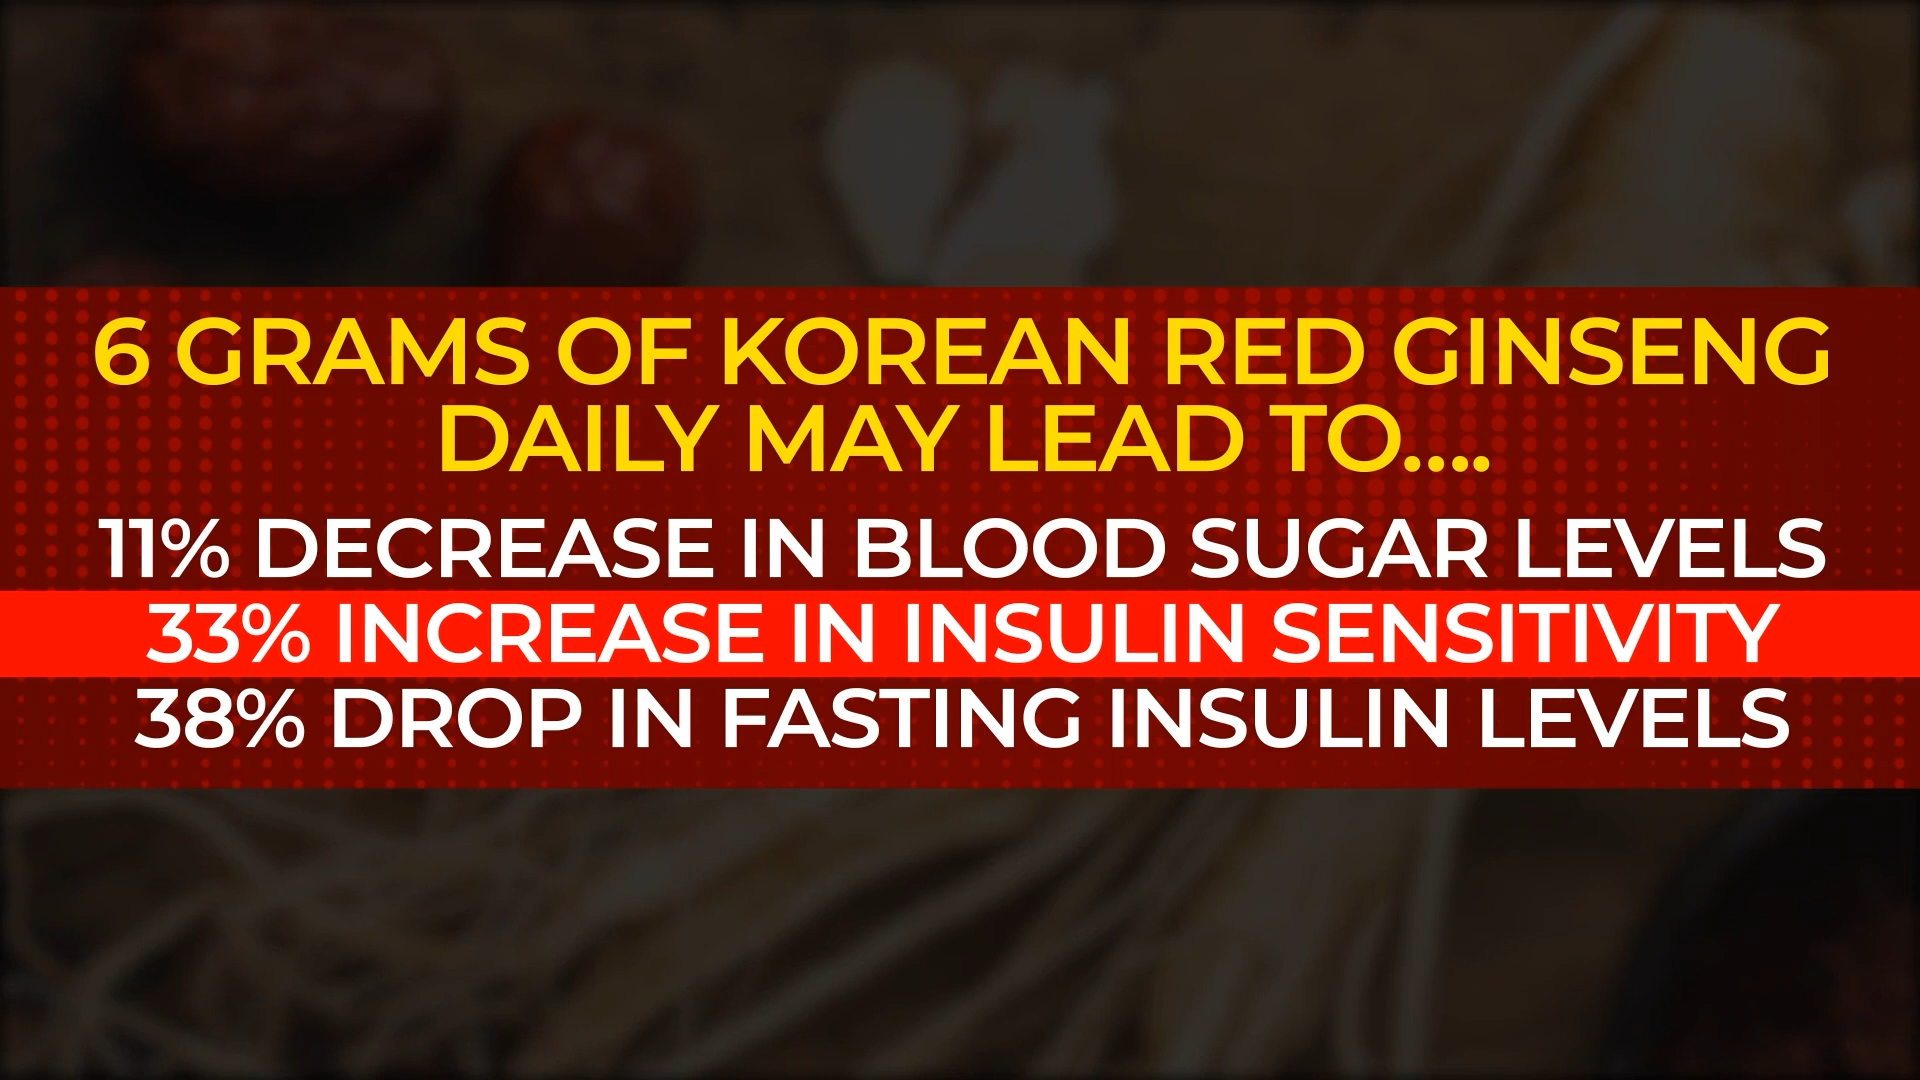 6 GRAMS OF KOREAN RED GINSENG
DAILY MAY LEAD TO....
11% DECREASE IN BLOOD SUGAR LEVELS
33% INCREASE IN INSULIN SENSITIVITY
38% DROP IN FASTING INSULIN LEVELS